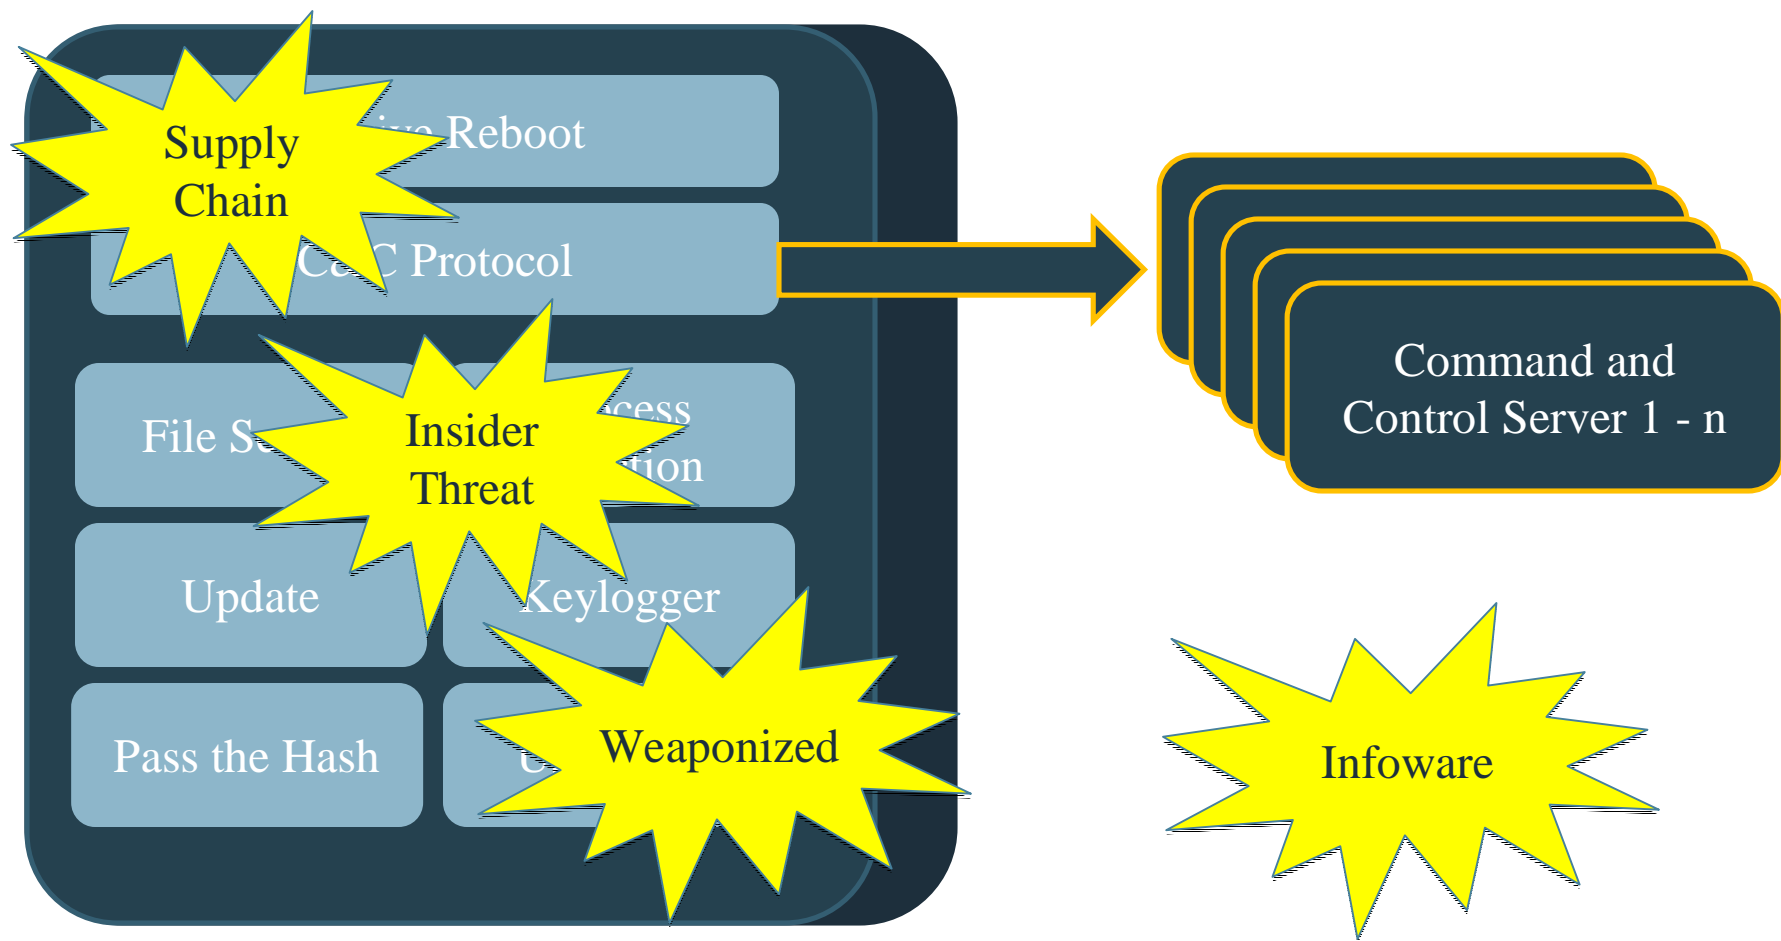 Supply
Chain
Reboot
C&C Protocol
Command and
Control Server 1 - n
File
Insider
Threat
Update
Keylogger
Pass the Hash
Weaponized
Infoware